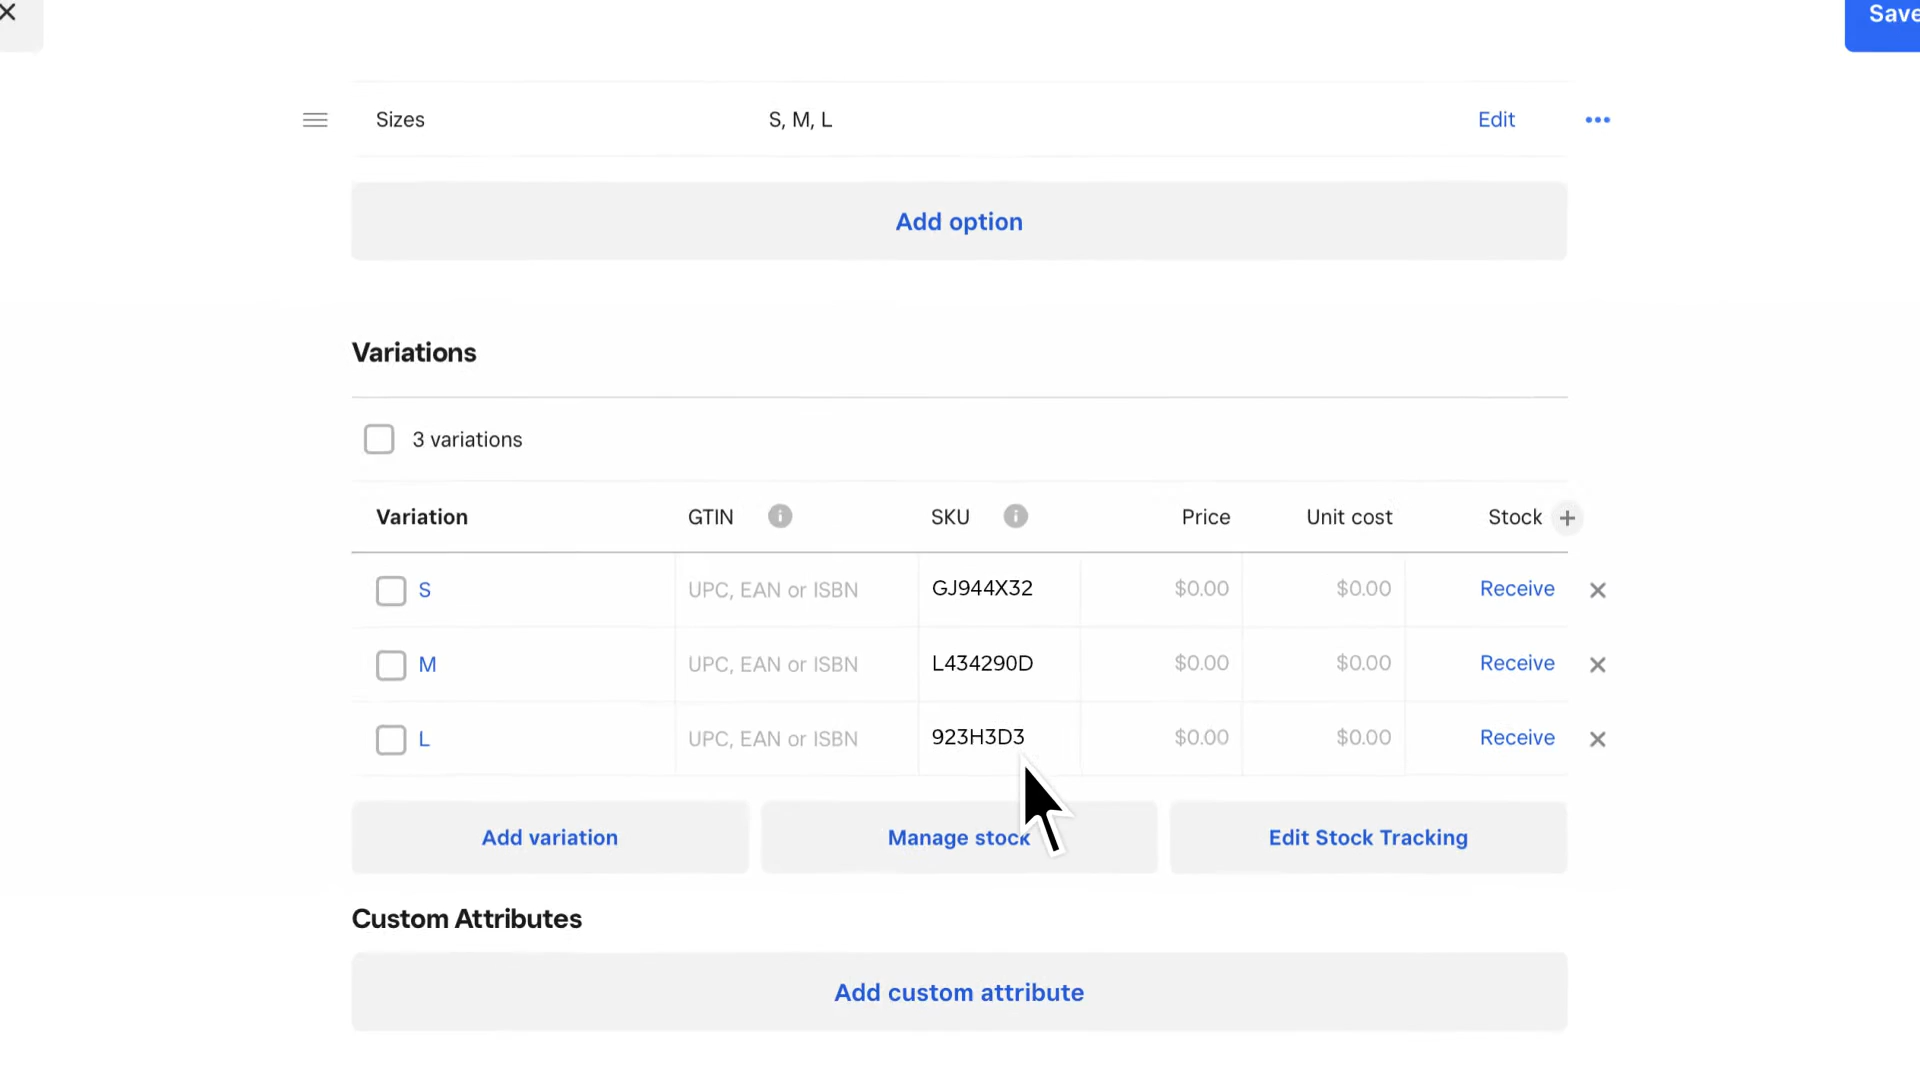 Save
Sizes S, M, L Edit
Add option
Variations
3 variations
Variation GTIN SKU Price Unit cost Stock
S UPC, EAN or ISBN GJ944X32 $0.00 $0.00 Receive
M UPC, EAN or ISBN L434290D $0.00 $0.00 Receive
L UPC, EAN or ISBN 923H3D3 $0.00 $0.00 Receive
Add variation Manage stock Edit Stock Tracking
Custom Attributes
Add custom attribute